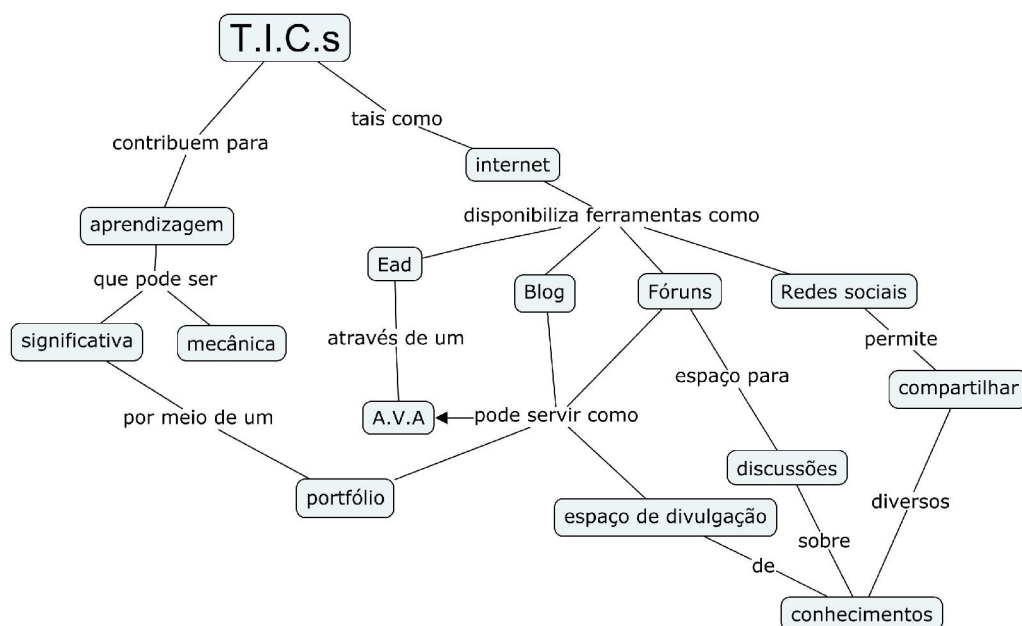 T.I.C.s
tais como
contribuem para
internet
aprendizagem
disponibiliza ferramentas como
que pode ser
Ead
Blog
Fóruns
Redes sociais
significativa
mecânica
através de um
permite
espaço para
compartilhar
por meio de um
A.V.A
pode servir como
portfólio
discussões
espaço de divulgação
diversos
sobre
de
conhecimentos